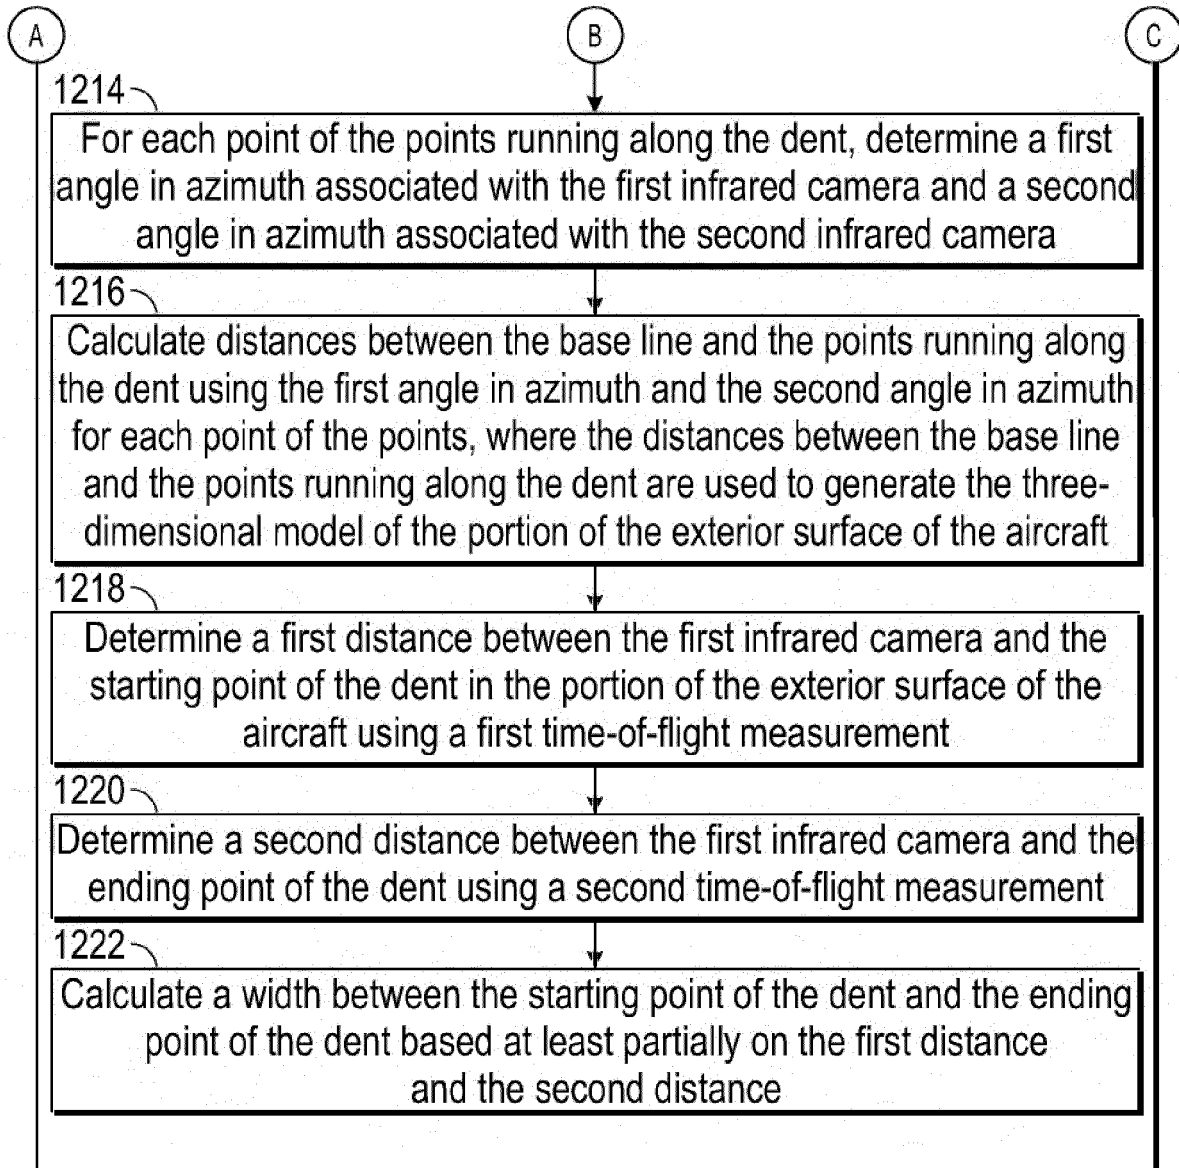 A
B
C
1214
For each point of the points running along the dent, determine a first
angle in azimuth associated with the first infrared camera and a second
angle in azimuth associated with the second infrared camera
1216
Calculate distances between the base line and the points running along
the dent using the first angle in azimuth and the second angle in azimuth
for each point of the points, where the distances between the base line
and the points running along the dent are used to generate the three-
dimensional model of the portion of the exterior surface of the aircraft
1218
Determine a first distance between the first infrared camera and the
starting point of the dent in the portion of the exterior surface of the
aircraft using a first time-of-flight measurement
1220
Determine a second distance between the first infrared camera and the
ending point of the dent using a second time-of-flight measurement
1222
Calculate a width between the starting point of the dent and the ending
point of the dent based at least partially on the first distance
and the second distance